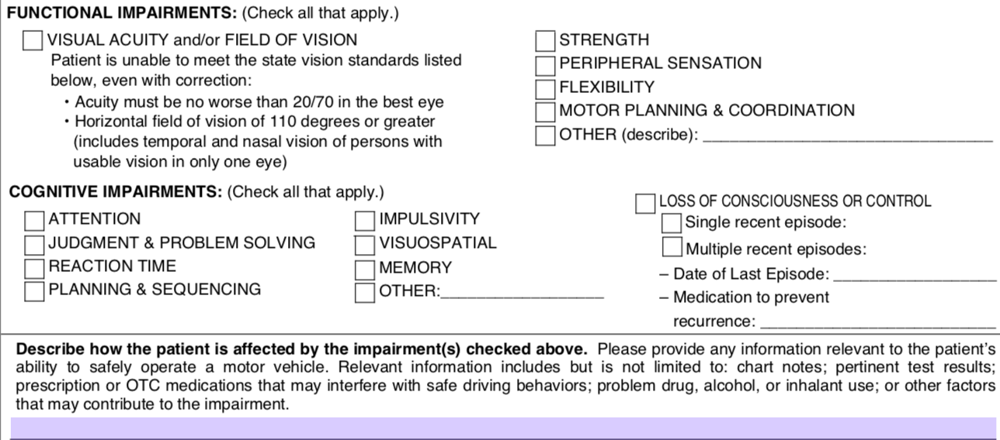 FUNCTIONAL IMPAIRMENTS: (Check all that apply.)
VISUAL ACUITY and/or FIELD OF VISION
Patient is unable to meet the state vision standards listed
below, even with correction:
• Acuity must be no worse than 20/70 in the best eye
• Horizontal field of vision of 110 degrees or greater
(includes temporal and nasal vision of persons with
usable vision in only one eye)
STRENGTH
PERIPHERAL SENSATION
FLEXIBILITY
MOTOR PLANNING & COORDINATION
OTHER (describe): ________________________________
COGNITIVE IMPAIRMENTS: (Check all that apply.)
ATTENTION
JUDGMENT & PROBLEM SOLVING
REACTION TIME
PLANNING & SEQUENCING
IMPULSIVITY
VISUOSPATIAL
MEMORY
OTHER:__________________
LOSS OF CONSCIOUSNESS OR CONTROL
Single recent episode:
Multiple recent episodes:
– Date of Last Episode: __________________
– Medication to prevent
recurrence: __________________________
Describe how the patient is affected by the impairment(s) checked above. Please provide any information relevant to the patient's
ability to safely operate a motor vehicle. Relevant information includes but is not limited to: chart notes; pertinent test results;
prescription or OTC medications that may interfere with safe driving behaviors; problem drug, alcohol, or inhalant use; or other factors
that may contribute to the impairment.